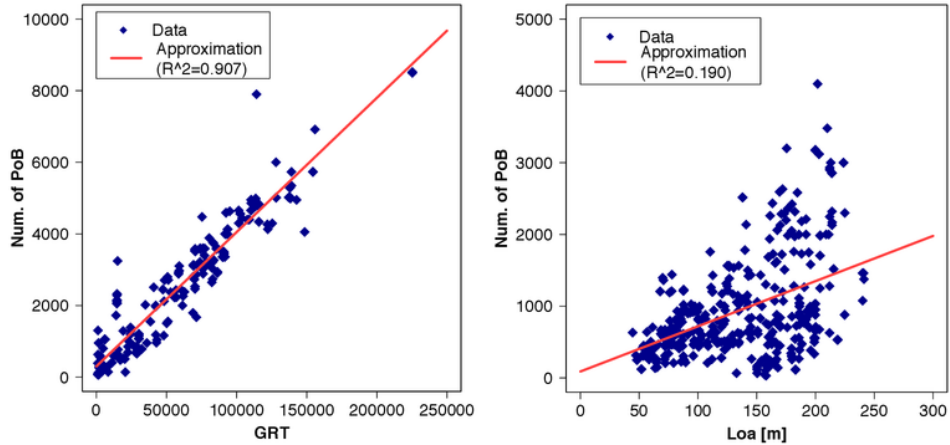 10000
8000
6000
4000
2000
0
Num. of PoB
Data
Approximation
(R^2=0.907)
0
50000
100000
150000
200000
250000
GRT
5000
4000
3000
2000
1000
0
Num. of PoB
Data
Approximation
(R^2=0.190)
0
50
100
150
200
250
300
Loa [m]